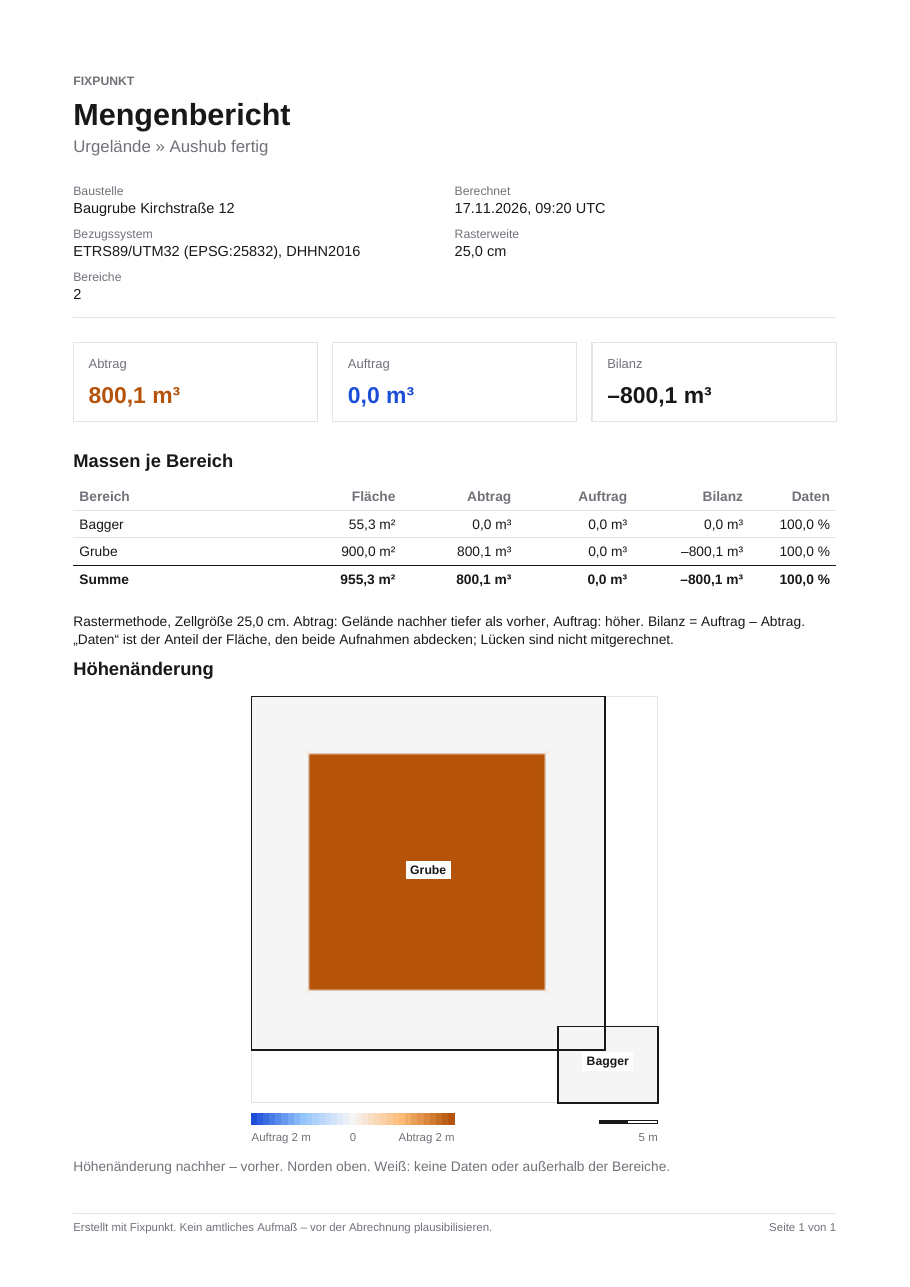 FIXPUNKT
Mengenbericht
Urgelände » Aushub fertig
Baustelle
Baugrube Kirchstraße 12
Berechnet
17.11.2026, 09:20 UTC
Bezugssystem
ETRS89/UTM32 (EPSG:25832), DHHN2016
Rasterweite
25,0 cm
Bereiche
2
Abtrag
800,1 m³
Auftrag
0,0 m³
Bilanz
–800,1 m³
Massen je Bereich
Bereich Fläche Abtrag Auftrag Bilanz Daten
Bagger 55,3 m² 0,0 m³ 0,0 m³ 0,0 m³ 100,0 %
Grube 900,0 m² 800,1 m³ 0,0 m³ –800,1 m³ 100,0 %
Summe 955,3 m² 800,1 m³ 0,0 m³ –800,1 m³ 100,0 %
Rastermethode, Zellgröße 25,0 cm. Abtrag: Gelände nachher tiefer als vorher, Auftrag: höher. Bilanz = Auftrag – Abtrag.
„Daten“ ist der Anteil der Fläche, den beide Aufnahmen abdecken; Lücken sind nicht mitgerechnet.
Höhenänderung
Grube
Bagger
Auftrag 2 m 0 Abtrag 2 m 5 m
Höhenänderung nachher – vorher. Norden oben. Weiß: keine Daten oder außerhalb der Bereiche.
Erstellt mit Fixpunkt. Kein amtliches Aufmaß – vor der Abrechnung plausibilisieren. Seite 1 von 1